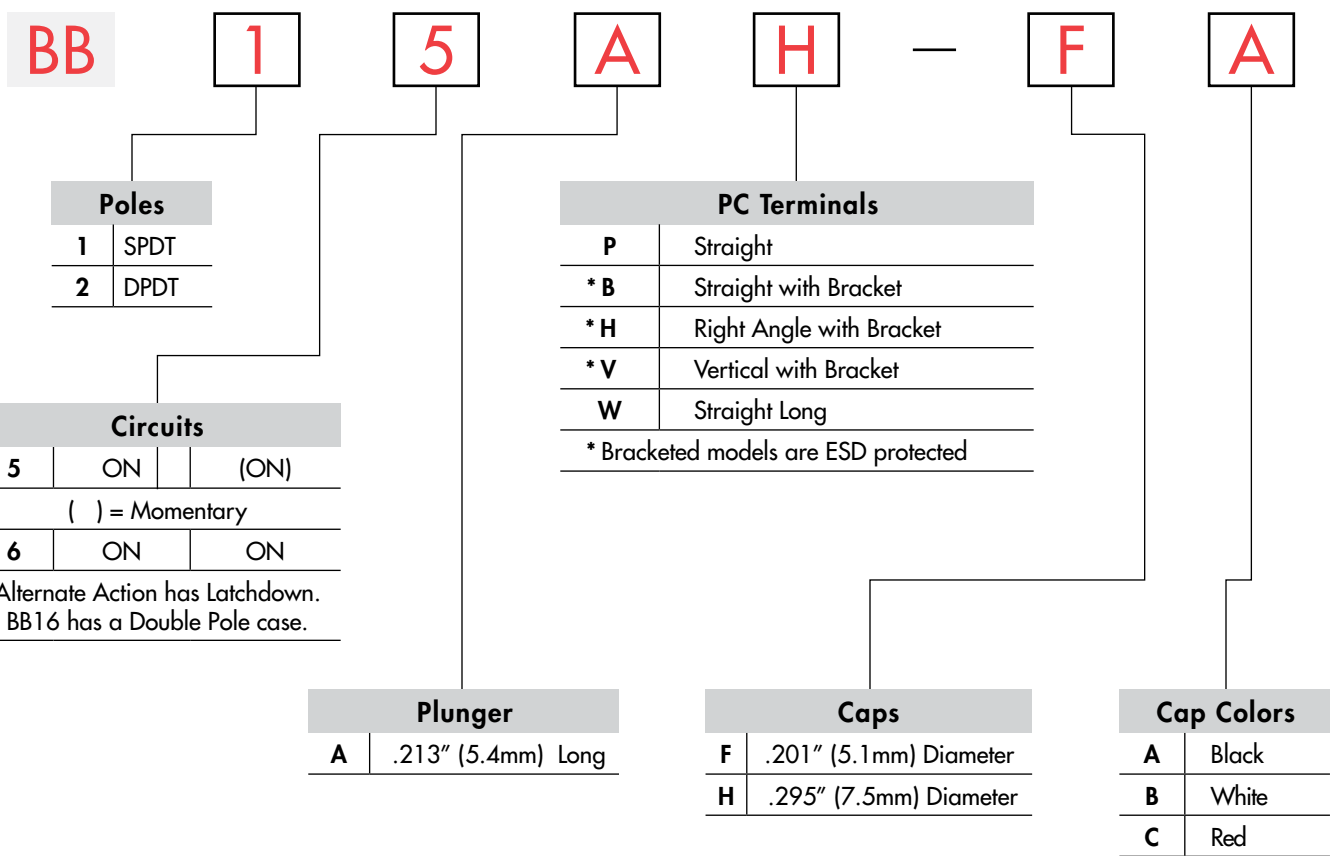 BB 1 5 A H — F A
Poles
1 SPDT
2 DPDT
PC Terminals
P Straight
* B Straight with Bracket
* H Right Angle with Bracket
* V Vertical with Bracket
W Straight Long
* Bracketed models are ESD protected
Circuits
5 ON (ON)
( ) = Momentary
6 ON ON
Alternate Action has Latchdown.
BB16 has a Double Pole case.
Plunger
A .213" (5.4mm) Long
Caps
F .201" (5.1mm) Diameter
H .295" (7.5mm) Diameter
Cap Colors
A Black
B White
C Red